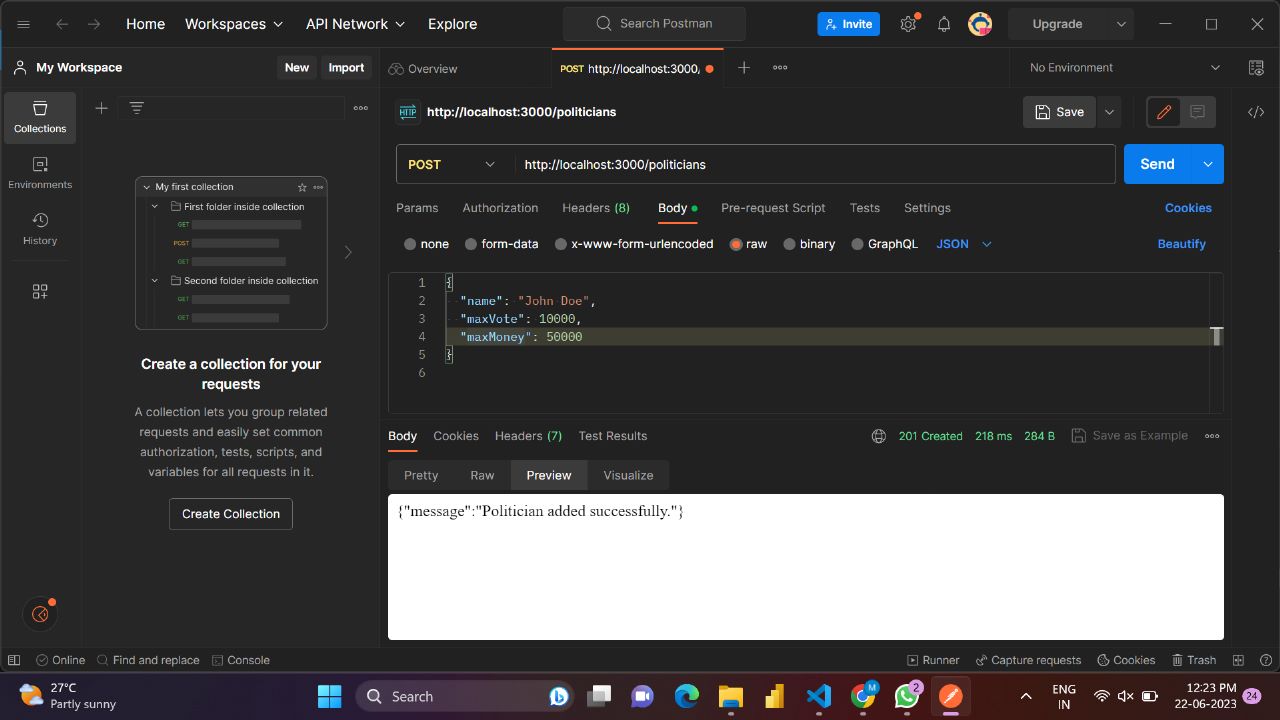 Home Workspaces API Network Explore Search Postman Invite Upgrade
My Workspace New Import Overview POST http://localhost:3000, No Environment
Collections
Environments
History
My first collection
First folder inside collection
GET
POST
GET
Second folder inside collection
GET
GET
Create a collection for your
requests
A collection lets you group related
requests and easily set common
authorization, tests, scripts, and
variables for all requests in it.
Create Collection
HTTP http://localhost:3000/politicians Save
POST http://localhost:3000/politicians Send
Params Authorization Headers (8) Body Pre-request Script Tests Settings Cookies
none form-data x-www-form-urlencoded raw binary GraphQL JSON Beautify
1 {
2 "name": "John Doe",
3 "maxVote": 10000,
4 "maxMoney": 50000
5 }
6
Body Cookies Headers (7) Test Results 201 Created 218 ms 284 B Save as Example
Pretty Raw Preview Visualize
{"message":"Politician added successfully."}
Online Find and replace Console Runner Capture requests Cookies Trash
27°C
Partly sunny
Search
M
2
ENG
IN
12:23 PM
22-06-2023
24